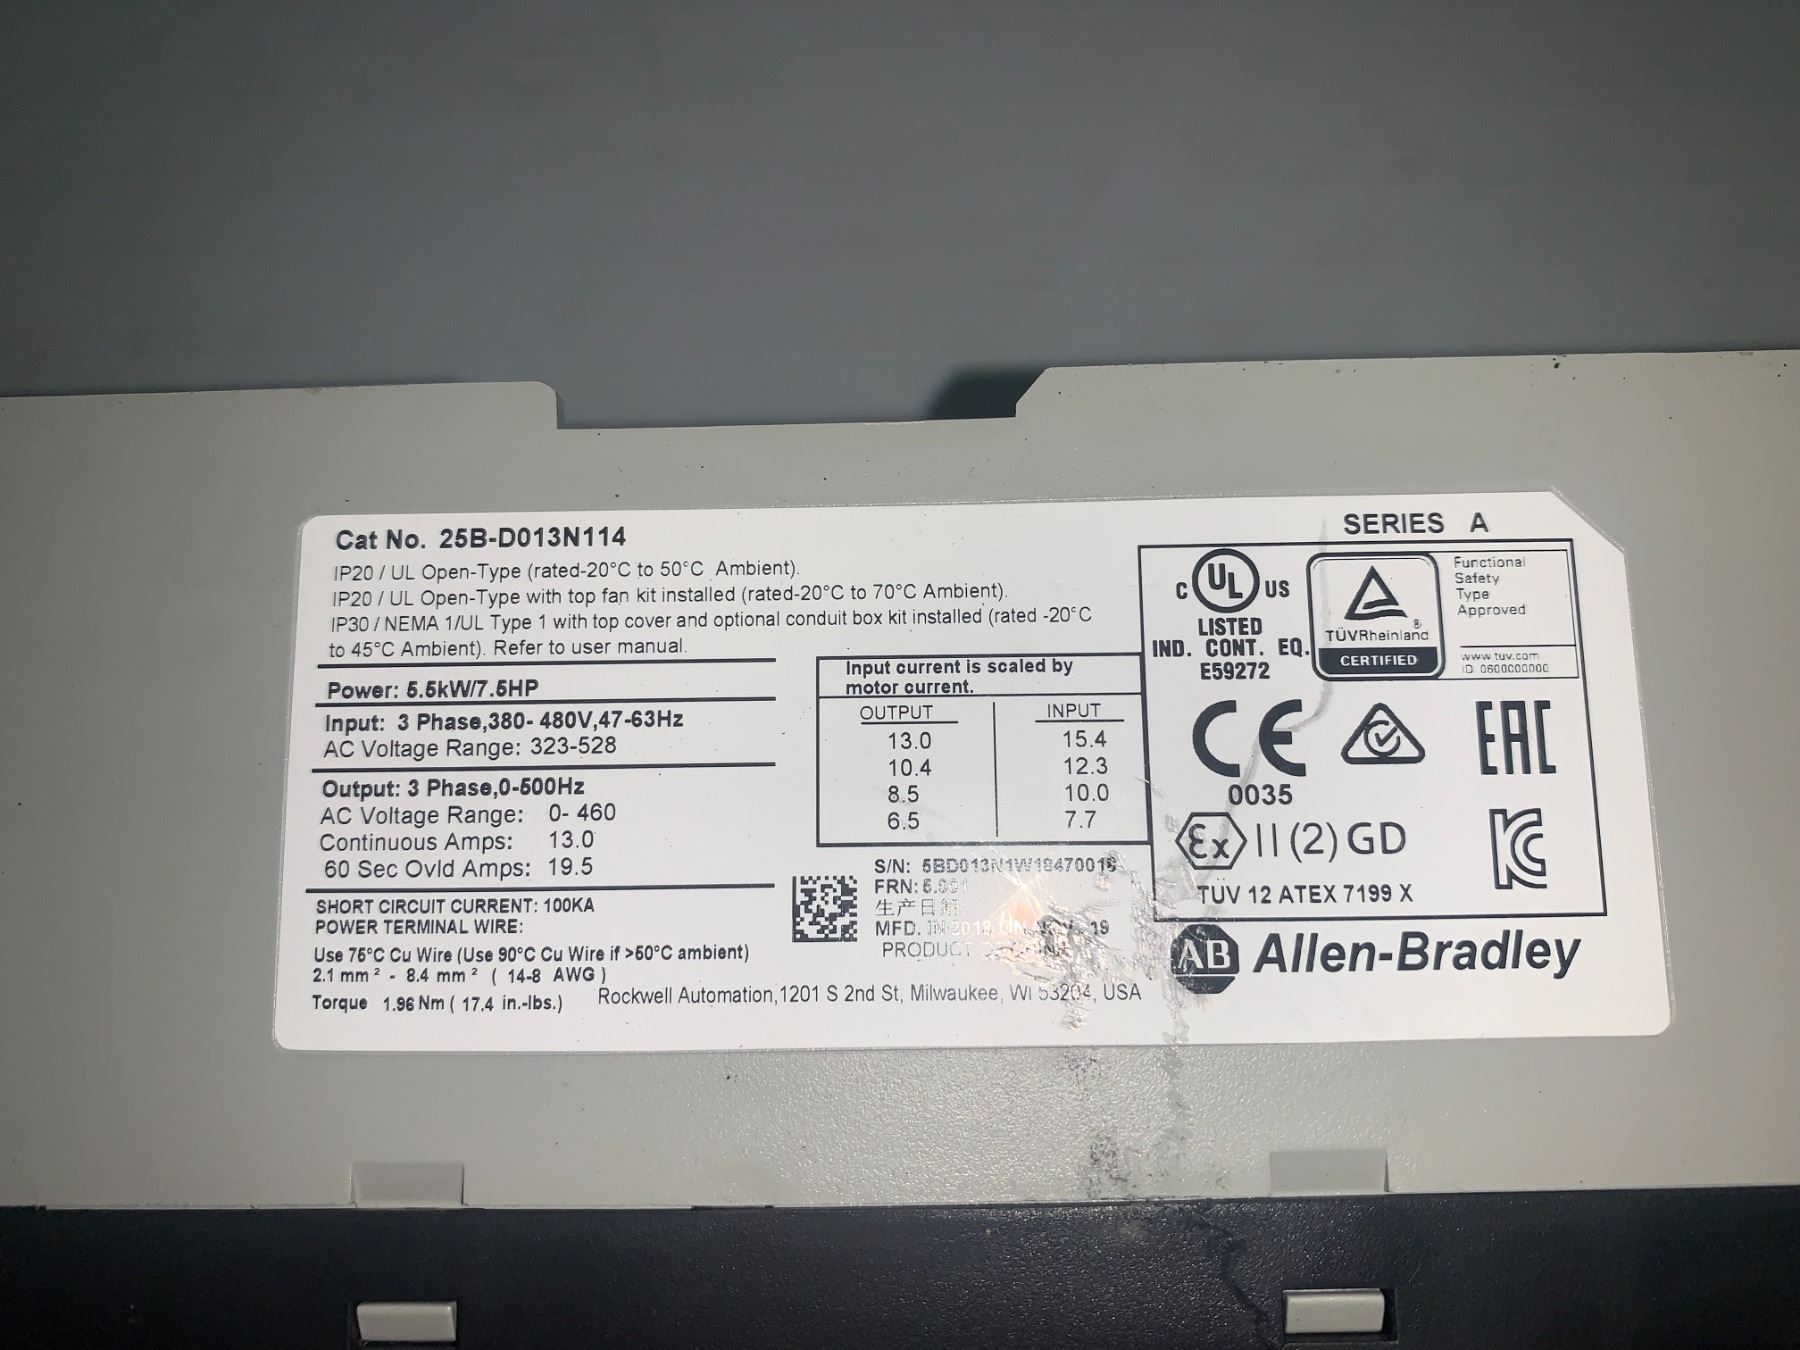 Cat No. 25B-D013N114
SERIES A
IP20 / UL Open-Type (rated-20°C to 50°C Ambient).
IP20 / UL Open-Type with top fan kit installed (rated-20°C to 70°C Ambient).
IP30 / NEMA 1/UL Type 1 with top cover and optional conduit box kit installed (rated -20°C
to 45°C Ambient). Refer to user manual.
Power: 5.5kW/7.5HP
Input: 3 Phase,380- 480V,47-63Hz
AC Voltage Range: 323-528
Output: 3 Phase,0-500Hz
AC Voltage Range: 0- 460
Continuous Amps: 13.0
60 Sec Ovld Amps: 19.5
SHORT CIRCUIT CURRENT: 100KA
POWER TERMINAL WIRE:
Use 75°C Cu Wire (Use 90°C Cu Wire if >50°C ambient)
2.1 mm² - 8.4 mm² ( 14-8 AWG )
Torque 1.96 Nm ( 17.4 in.-lbs.)
Input current is scaled by
motor current.
OUTPUT INPUT
13.0 15.4
10.4 12.3
8.5 10.0
6.5 7.7
S/N:
FRN:
生产日期
MFD.
PRODUCT
Rockwell Automation,1201 S 2nd St, Milwaukee, WI 53204, USA
C UL US
LISTED
IND. CONT. EQ.
E59272
TÜVRheinland®
CERTIFIED
Functional
Safety
Type
Approved
www.tuv.com
ID 0600000000
CE
0035
EAC
Ex II (2) GD
TÜV 12 ATEX 7199 X
KC
AB Allen-Bradley